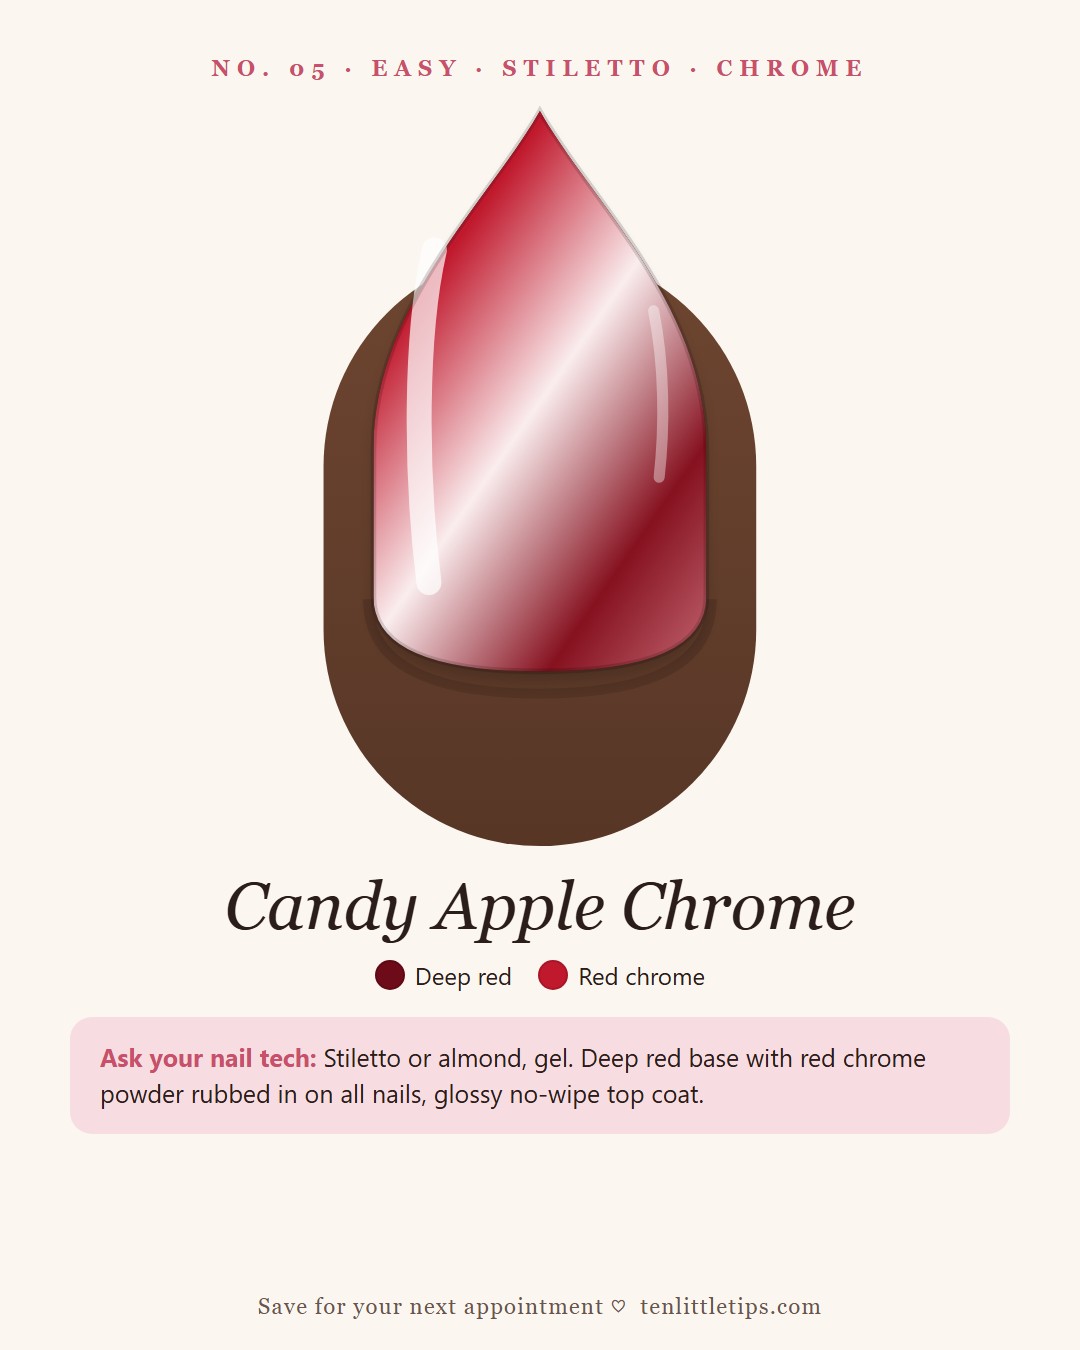 NO. 05 · EASY · STILETTO · CHROME
Candy Apple Chrome
Deep red Red chrome
Ask your nail tech: Stiletto or almond, gel. Deep red base with red chrome
powder rubbed in on all nails, glossy no-wipe top coat.
Save for your next appointment ♡ tenlittletips.com